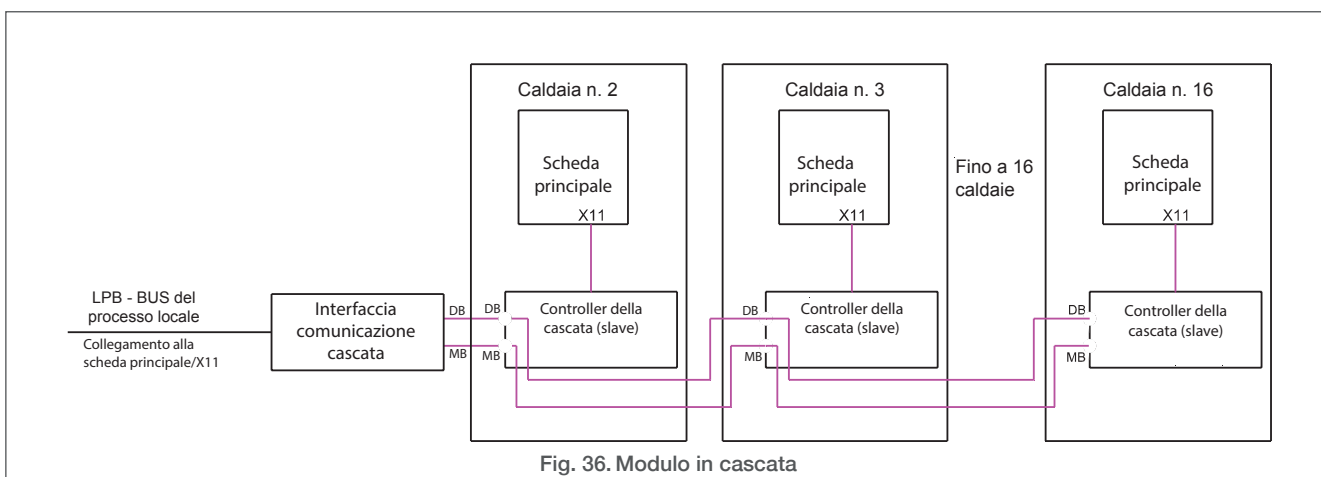 Caldaia n. 2
Caldaia n. 3
Caldaia n. 16
Scheda
principale
X11
Scheda
principale
X11
Fino a 16
caldaie
Scheda
principale
X11
LPB - BUS del
processo locale
Collegamento alla
scheda principale/X11
Interfaccia
comunicazione
cascata
DB
MB
DB
MB
Controller della
cascata (slave)
DB
MB
Controller della
cascata (slave)
DB
MB
Controller della
cascata (slave)
Fig. 36. Modulo in cascata